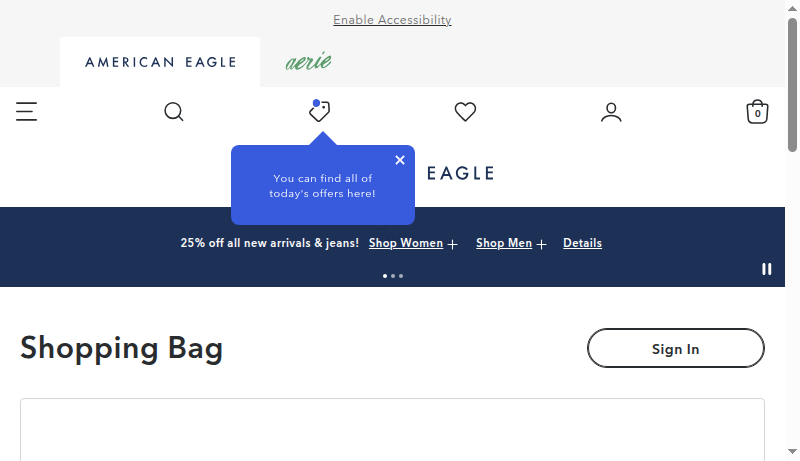 Enable Accessibility
AMERICAN EAGLE
aerie
0
You can find all of
today's offers here!
EAGLE
25% off all new arrivals & jeans! Shop Women + Shop Men + Details
Shopping Bag
Sign In